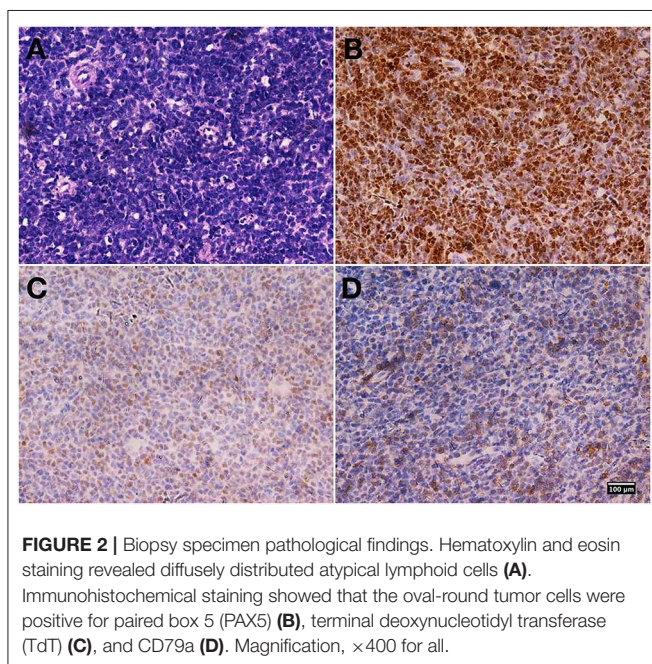 A
B
C
D
100 µm
FIGURE 2 | Biopsy specimen pathological findings. Hematoxylin and eosin
staining revealed diffusely distributed atypical lymphoid cells (A).
Immunohistochemical staining showed that the oval-round tumor cells were
positive for paired box 5 (PAX5) (B), terminal deoxynucleotidyl transferase
(TdT) (C), and CD79a (D). Magnification, ×400 for all.